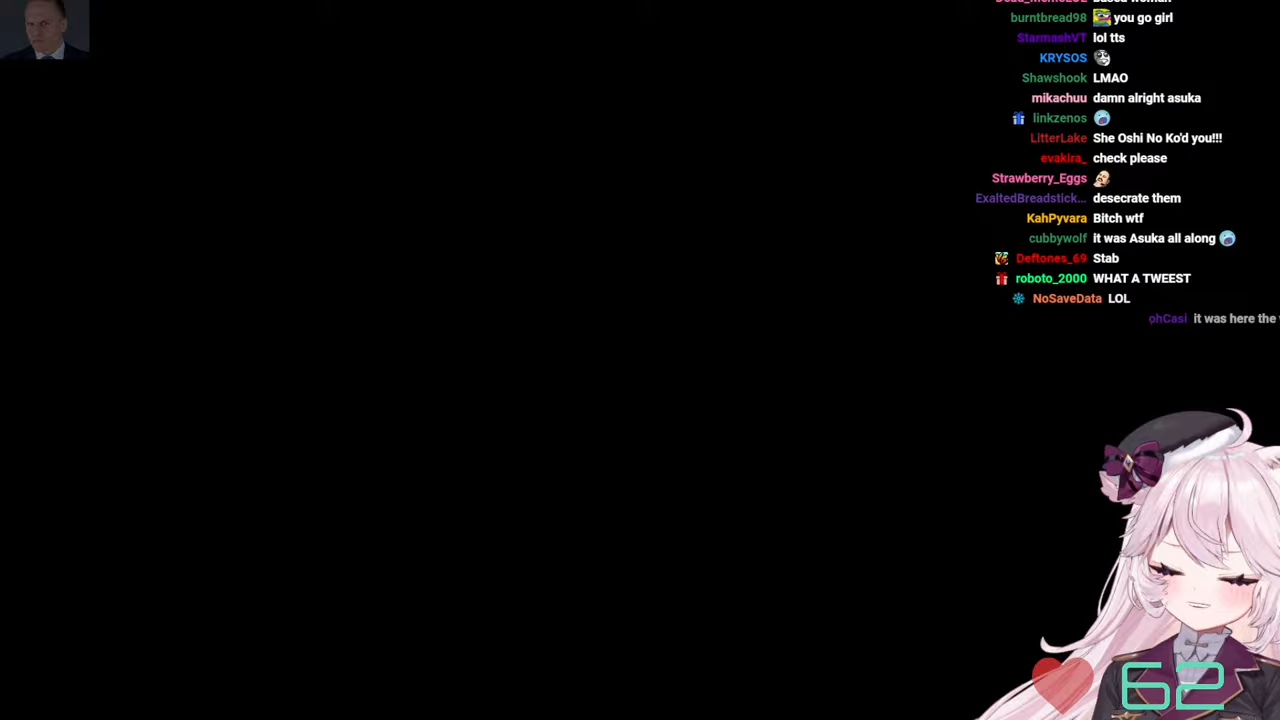 burntbread98 you go girl
StarmashVT lol tts
KRYSOS
Shawshook LMAO
mikachuu damn alright asuka
linkzenos
LitterLake She Oshi No Ko'd you!!!
evakira_ check please
Strawberry_Eggs
ExaltedBreadstick... desecrate them
KahPyvara Bitch wtf
cubbywolf it was Asuka all along
Deftones_69 Stab
roboto_2000 WHAT A TWEEST
NoSaveData LOL
ohCasi it was here the
62